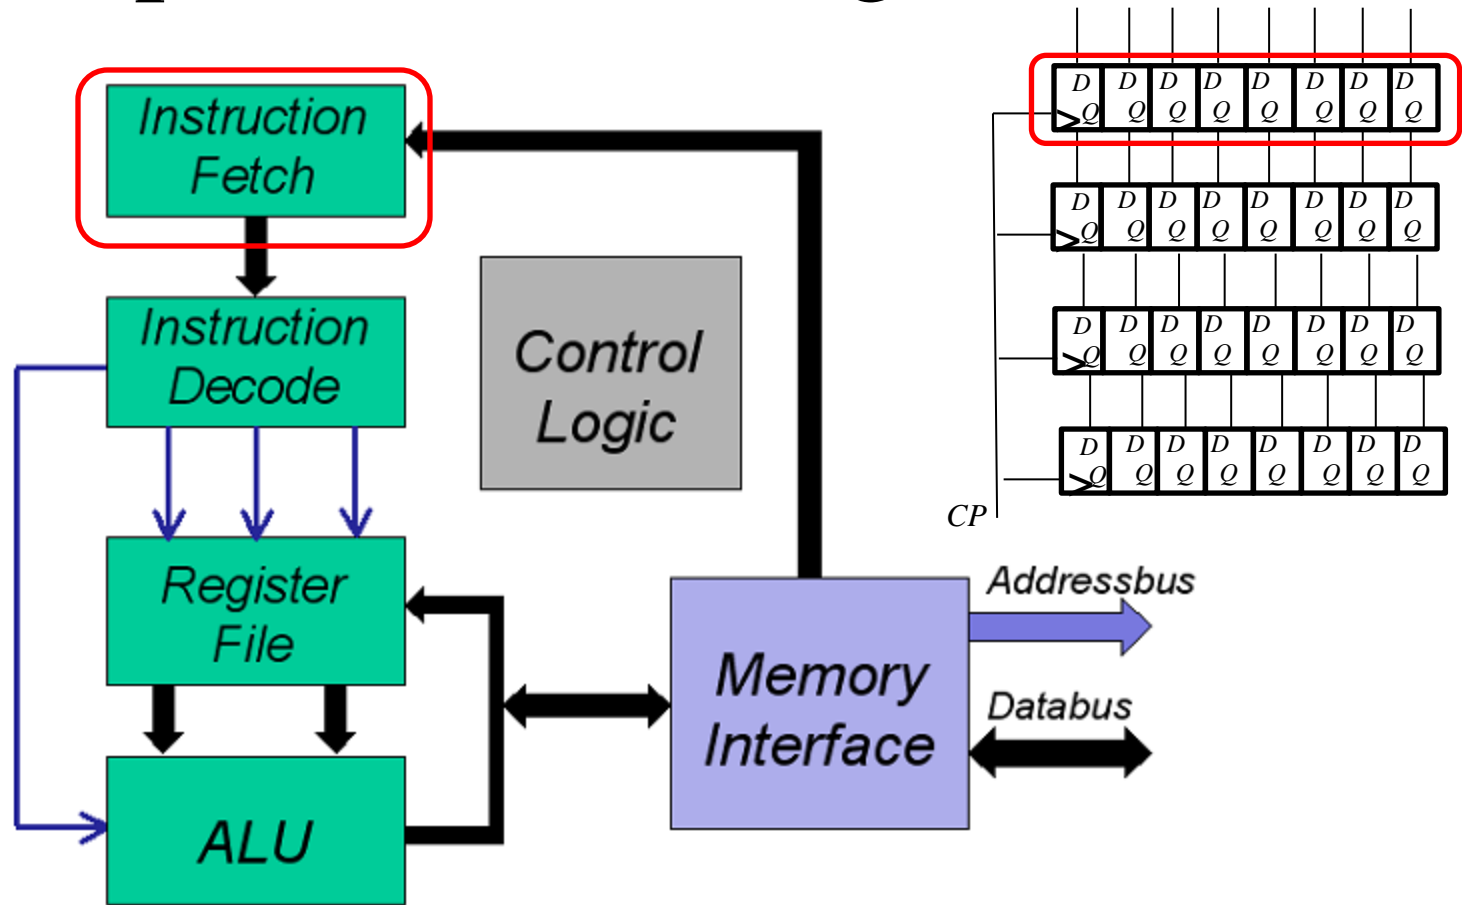 Instruction
Fetch
Instruction
Decode
Control
Logic
Register
File
ALU
Memory
Interface
Addressbus
Databus
D D D D D D D D
Q Q Q Q Q Q Q Q
D D D D D D D D
Q Q Q Q Q Q Q Q
D D D D D D D D
Q Q Q Q Q Q Q Q
D D D D D D D D
Q Q Q Q Q Q Q Q
CP